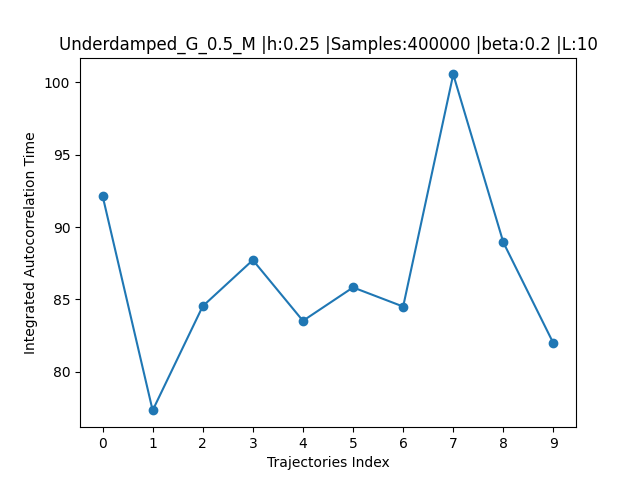 Underdamped_G_0.5_M |h:0.25 |Samples:400000 |beta:0.2 |L:10
100
95
90
85
80
Integrated Autocorrelation Time
0 1 2 3 4 5 6 7 8 9
Trajectories Index